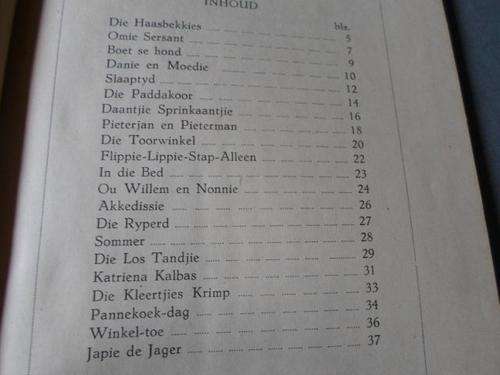 INHOUD
blz.
Die Haasbekkies 5
Omie Sersant 7
Boet se hond 9
Danie en Moedie 10
Slaaptyd 12
Die Paddakoor 14
Daantjie Sprinkaantjie 16
Pieterjan en Pieterman 18
Die Toorwinkel 20
Flippie-Lippie-Stap-Alleen 22
In die Bed 23
Ou Willem en Nonnie 24
Akkedissie 26
Die Ryperd 27
Sommer 28
Die Los Tandjie 29
Katriena Kalbas 31
Die Kleertjies Krimp 33
Pannekoek-dag 34
Winkel-toe 36
Japie de Jager 37